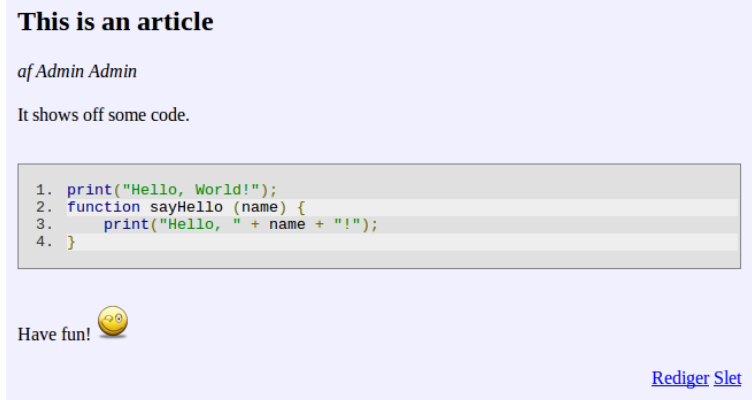 This is an article
af Admin Admin
It shows off some code.
1. print("Hello, World!");
2. function sayHello (name) {
3.     print("Hello, " + name + "!");
4. }
Have fun!
Rediger Slet